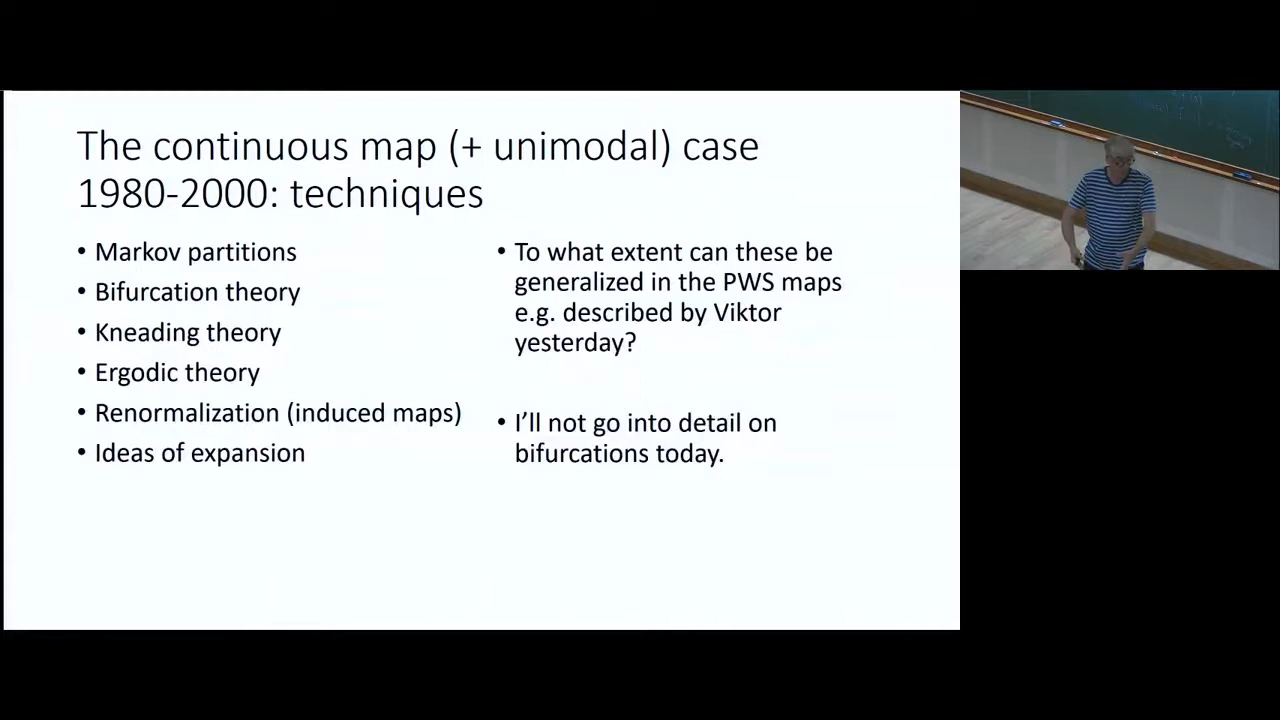 The continuous map (+ unimodal) case
1980-2000: techniques
• Markov partitions
• Bifurcation theory
• Kneading theory
• Ergodic theory
• Renormalization (induced maps)
• Ideas of expansion
• To what extent can these be
generalized in the PWS maps
e.g. described by Viktor
yesterday?
• I’ll not go into detail on
bifurcations today.